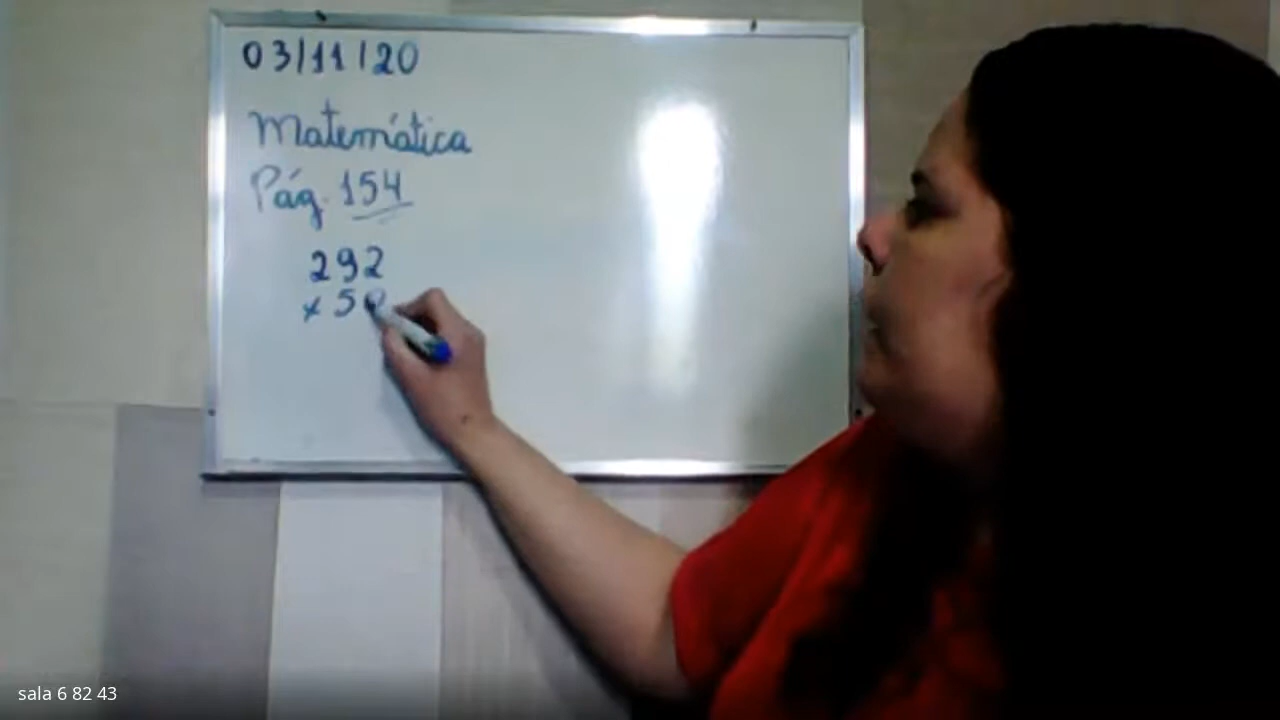 03/11/20
Matemática
Pág. 154
292
x 5
sala 6 82 43